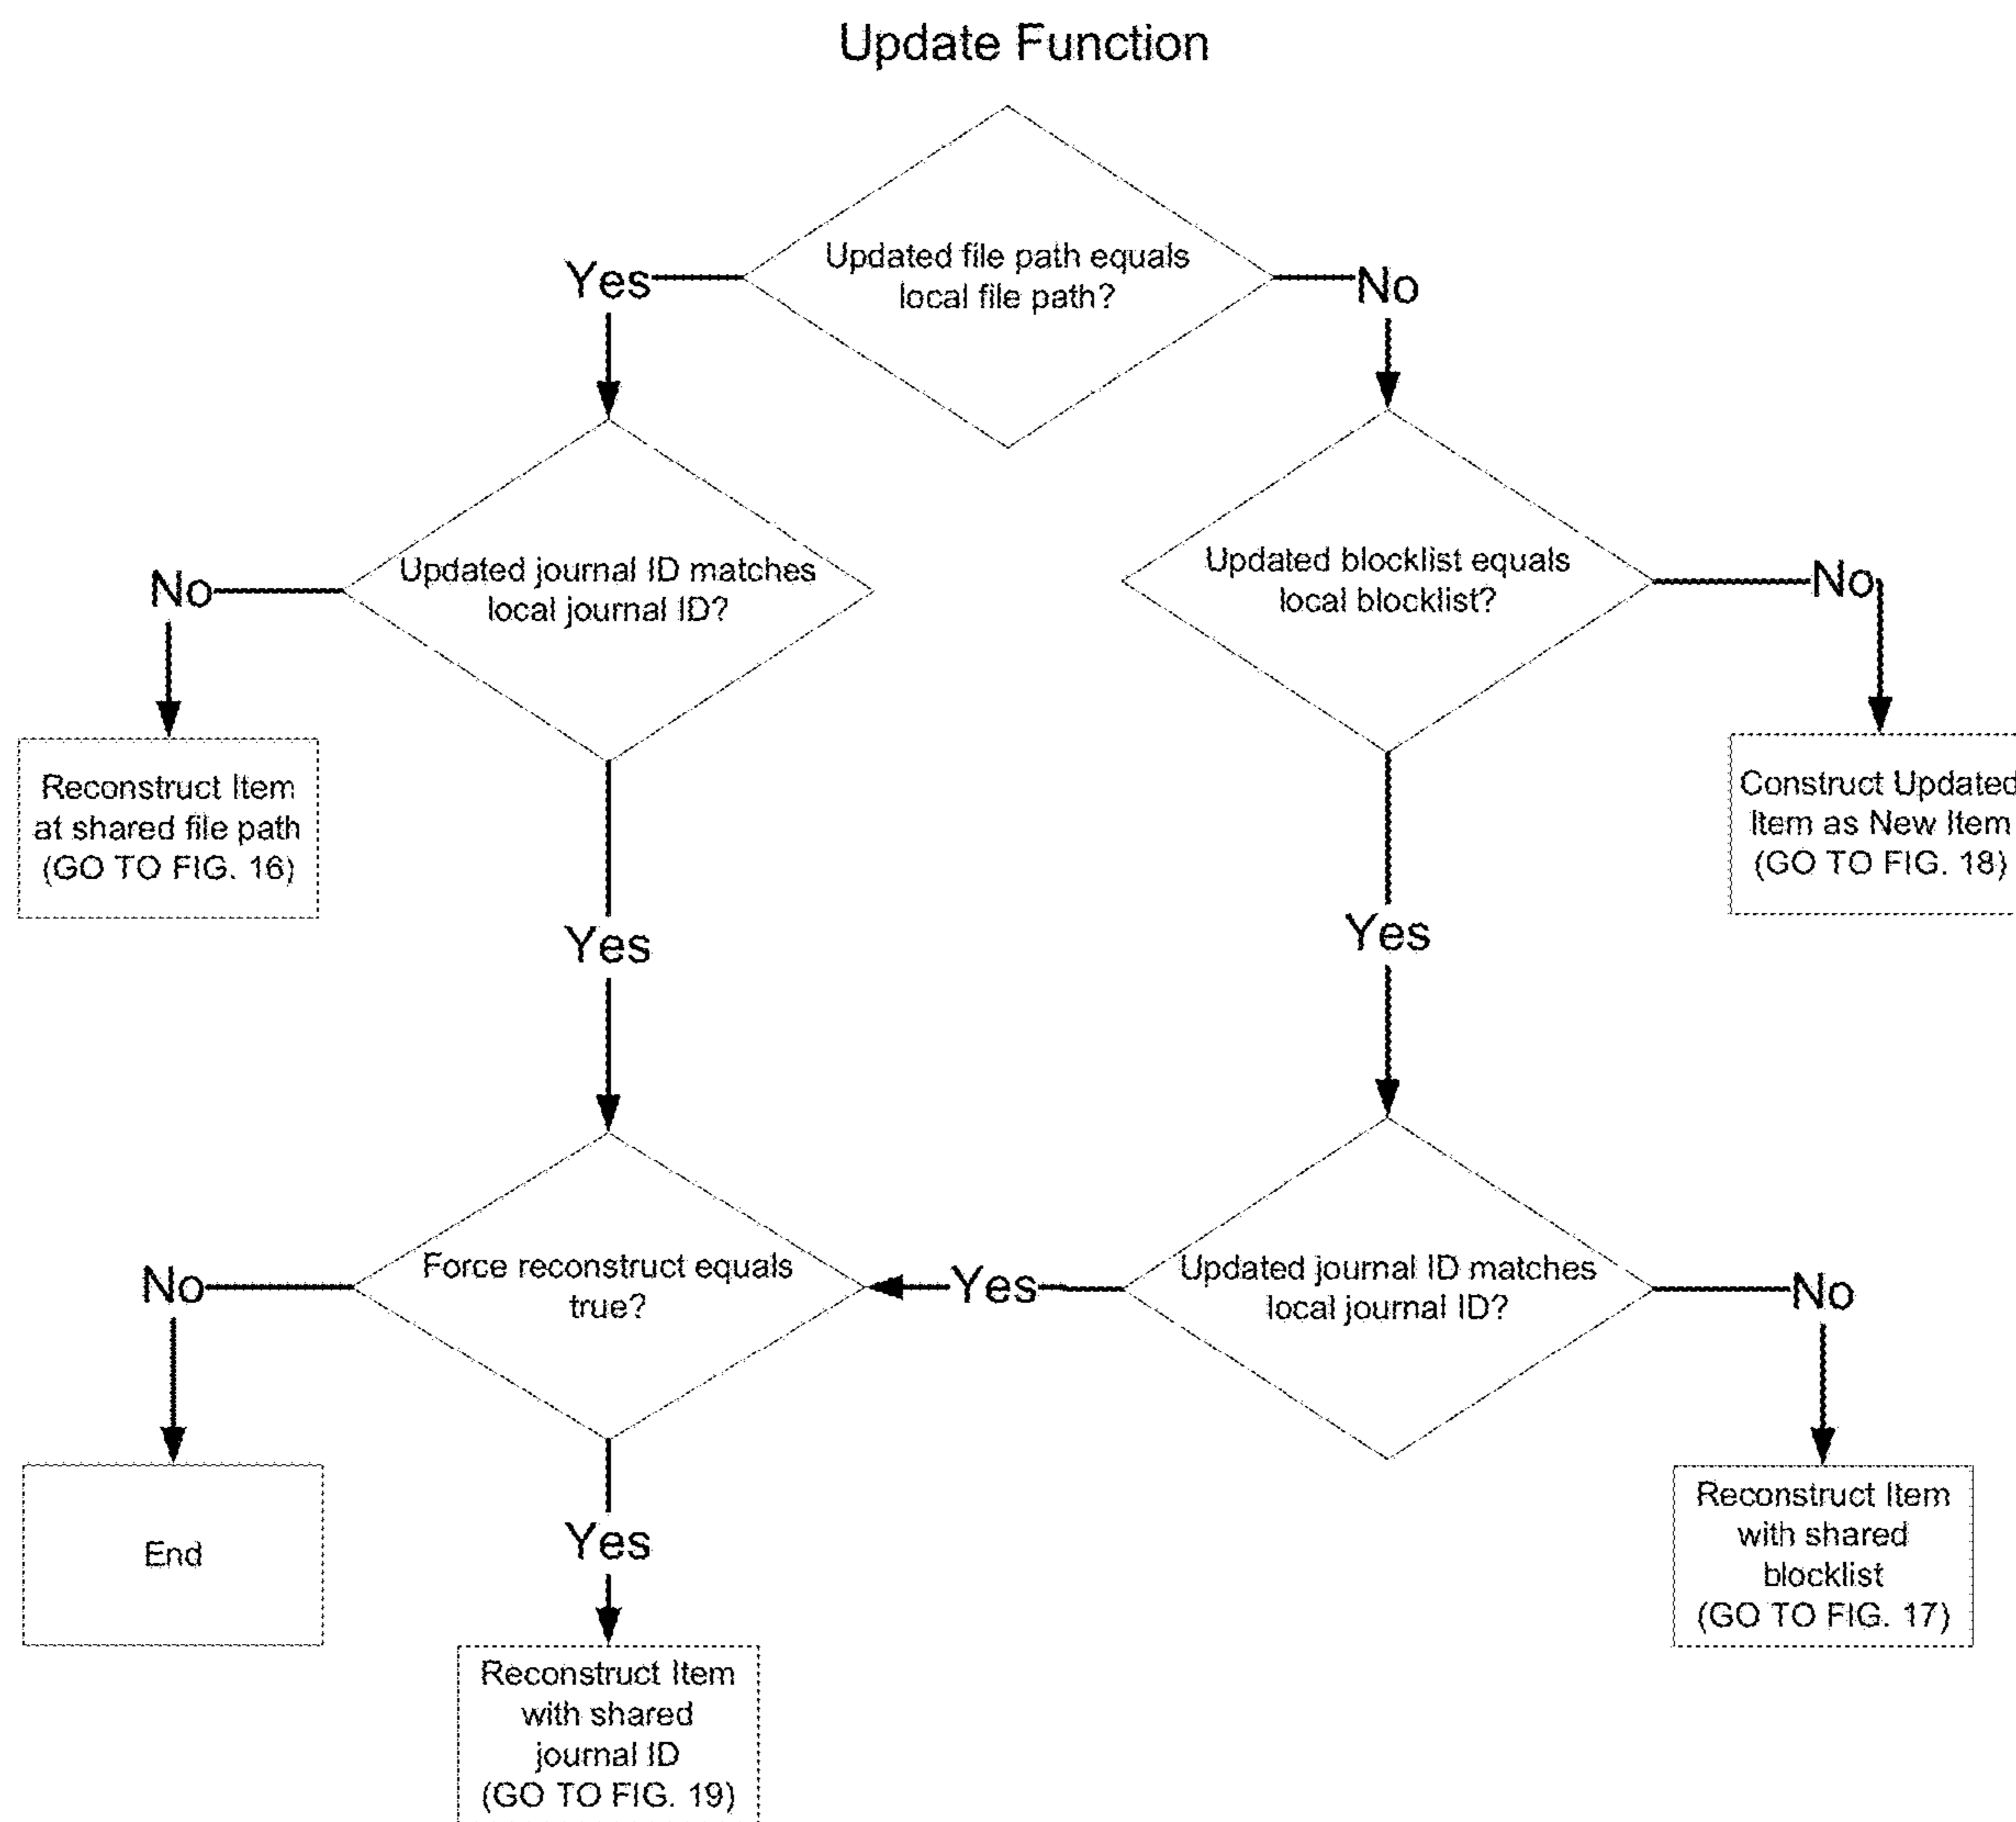 Update Function
Updated file path equals
local file path?
Yes
No
Updated journal ID matches
local journal ID?
Updated blocklist equals
local blocklist?
No
No
Reconstruct Item
at shared file path
(GO TO FIG. 16)
Construct Updated
Item as New Item
(GO TO FIG. 18)
Yes
Yes
Force reconstruct equals
true?
Yes
Updated journal ID matches
local journal ID?
No
No
End
Yes
Reconstruct Item
with shared
blocklist
(GO TO FIG. 17)
Reconstruct Item
with shared
journal ID
(GO TO FIG. 19)